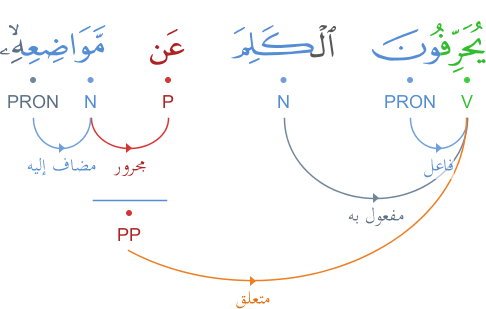 يُحَرِّفُونَ ٱلْكَلِمَ عَن مَّوَاضِعِهِۦۙ
V PRON N P N PRON
فاعل مجرور مضاف إليه
مفعول به
PP
متعلق